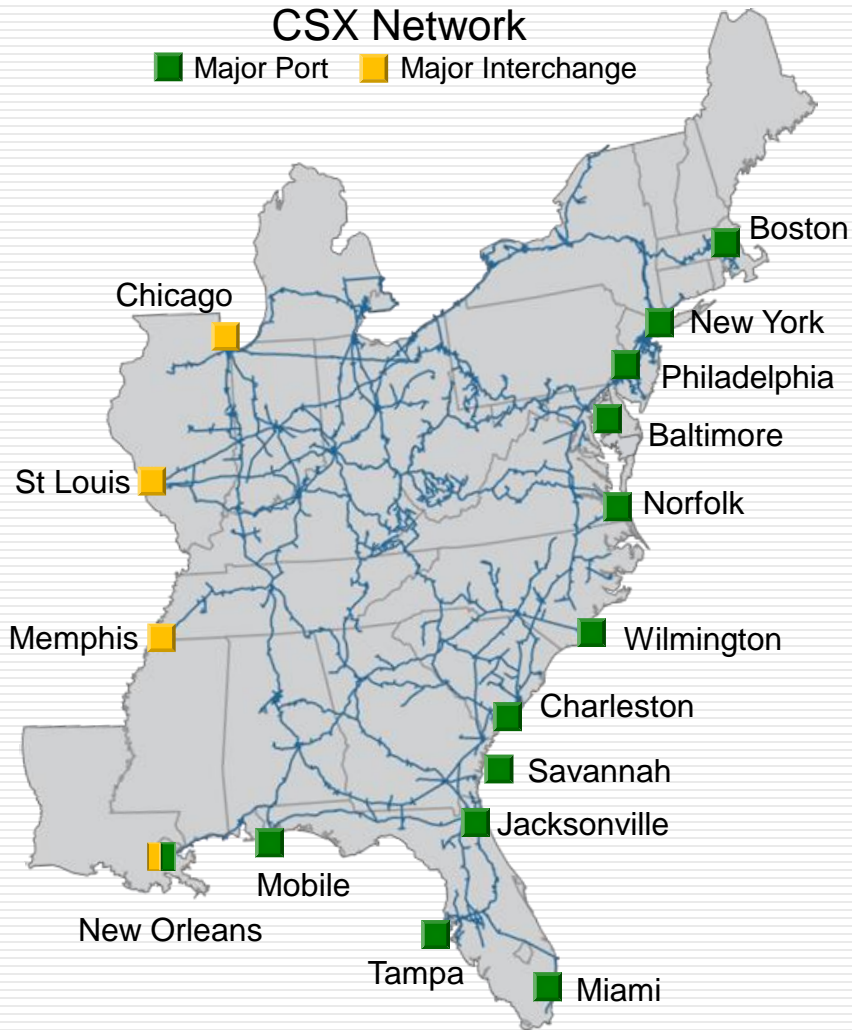 CSX Network
Major Port Major Interchange
Boston
Chicago
New York
Philadelphia
Baltimore
St Louis
Norfolk
Memphis
Wilmington
Charleston
Savannah
Jacksonville
Mobile
New Orleans
Tampa
Miami